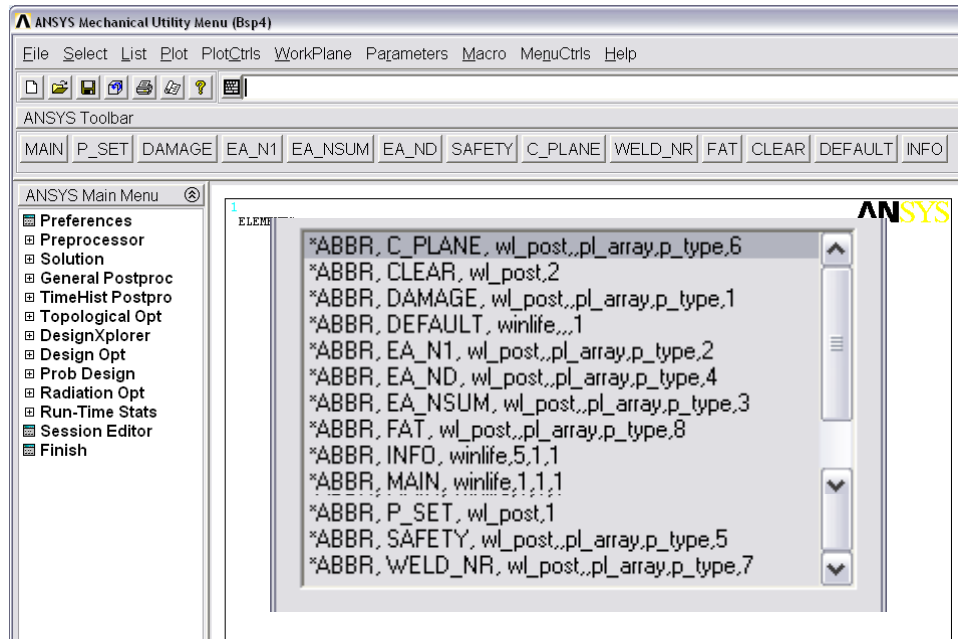 ANSYS Mechanical Utility Menu (Bsp4)
File Select List Plot PlotCtrls WorkPlane Parameters Macro MenuCtrls Help
ANSYS Toolbar
MAIN P_SET DAMAGE EA_N1 EA_NSUM EA_ND SAFETY C_PLANE WELD_NR FAT CLEAR DEFAULT INFO
ANSYS Main Menu
Preferences
Preprocessor
Solution
General Postproc
TimeHist Postpro
Topological Opt
DesignXplorer
Design Opt
Prob Design
Radiation Opt
Run-Time Stats
Session Editor
Finish
1
ANSYS
*ABBR, C_PLANE, wl_post,,pl_array,p_type,6
*ABBR, CLEAR, wl_post,2
*ABBR, DAMAGE, wl_post,,pl_array,p_type,1
*ABBR, DEFAULT, winlife,,,1
*ABBR, EA_N1, wl_post,,pl_array,p_type,2
*ABBR, EA_ND, wl_post,,pl_array,p_type,4
*ABBR, EA_NSUM, wl_post,,pl_array,p_type,3
*ABBR, FAT, wl_post,,pl_array,p_type,8
*ABBR, INFO, winlife,5,1,1
*ABBR, MAIN, winlife,1,1,1
*ABBR, P_SET, wl_post,1
*ABBR, SAFETY, wl_post,,pl_array,p_type,5
*ABBR, WELD_NR, wl_post,,pl_array,p_type,7